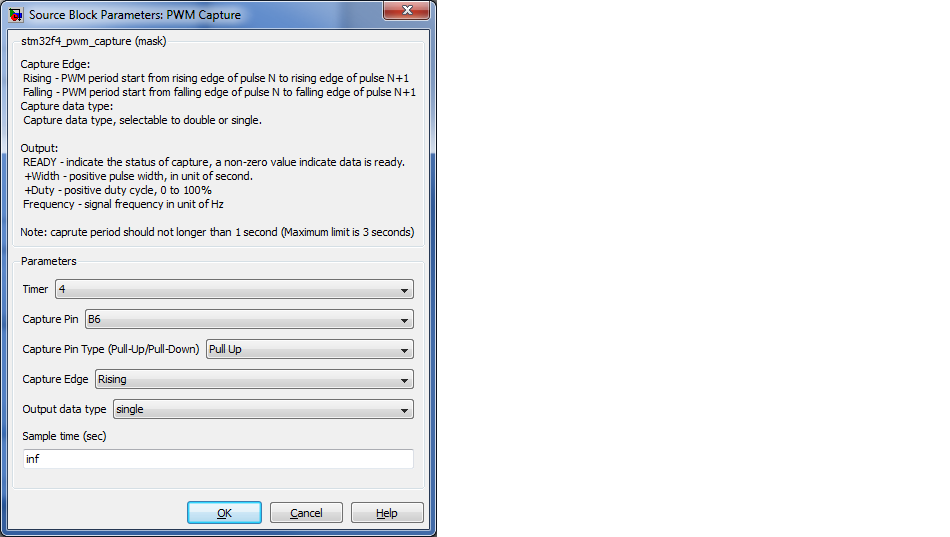 Source Block Parameters: PWM Capture
stm32f4_pwm_capture (mask)
Capture Edge:
Rising - PWM period start from rising edge of pulse N to rising edge of pulse N+1
Falling - PWM period start from falling edge of pulse N to falling edge of pulse N+1
Capture data type:
Capture data type, selectable to double or single.
Output:
READY - indicate the status of capture, a non-zero value indicate data is ready.
+Width - positive pulse width, in unit of second.
+Duty - positive duty cycle, 0 to 100%
Frequency - signal frequency in unit of Hz
Note: caprute period should not longer than 1 second (Maximum limit is 3 seconds)
Parameters
Timer 4
Capture Pin B6
Capture Pin Type (Pull-Up/Pull-Down) Pull Up
Capture Edge Rising
Output data type single
Sample time (sec)
inf
OK Cancel Help